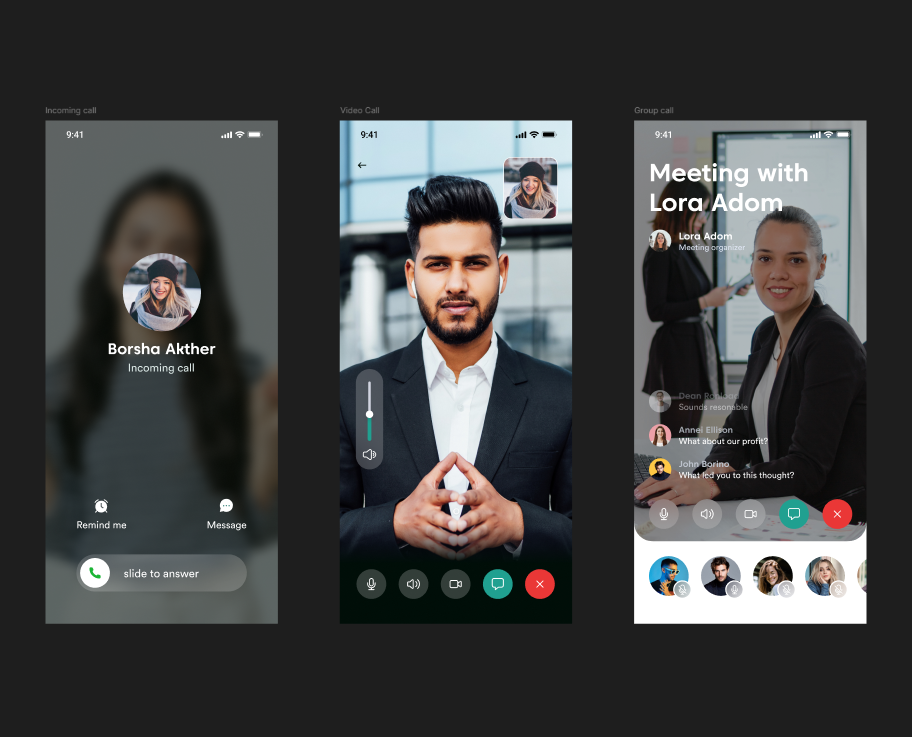 Incoming call
9:41
Borsha Akther
Incoming call
Remind me
Message
slide to answer
Video Call
9:41
Group call
9:41
Meeting with
Lora Adom
Lora Adom
Meeting organizer
Dean
Sounds resonable
Annei Ellison
What about our profit?
John Borino
What led you to this thought?